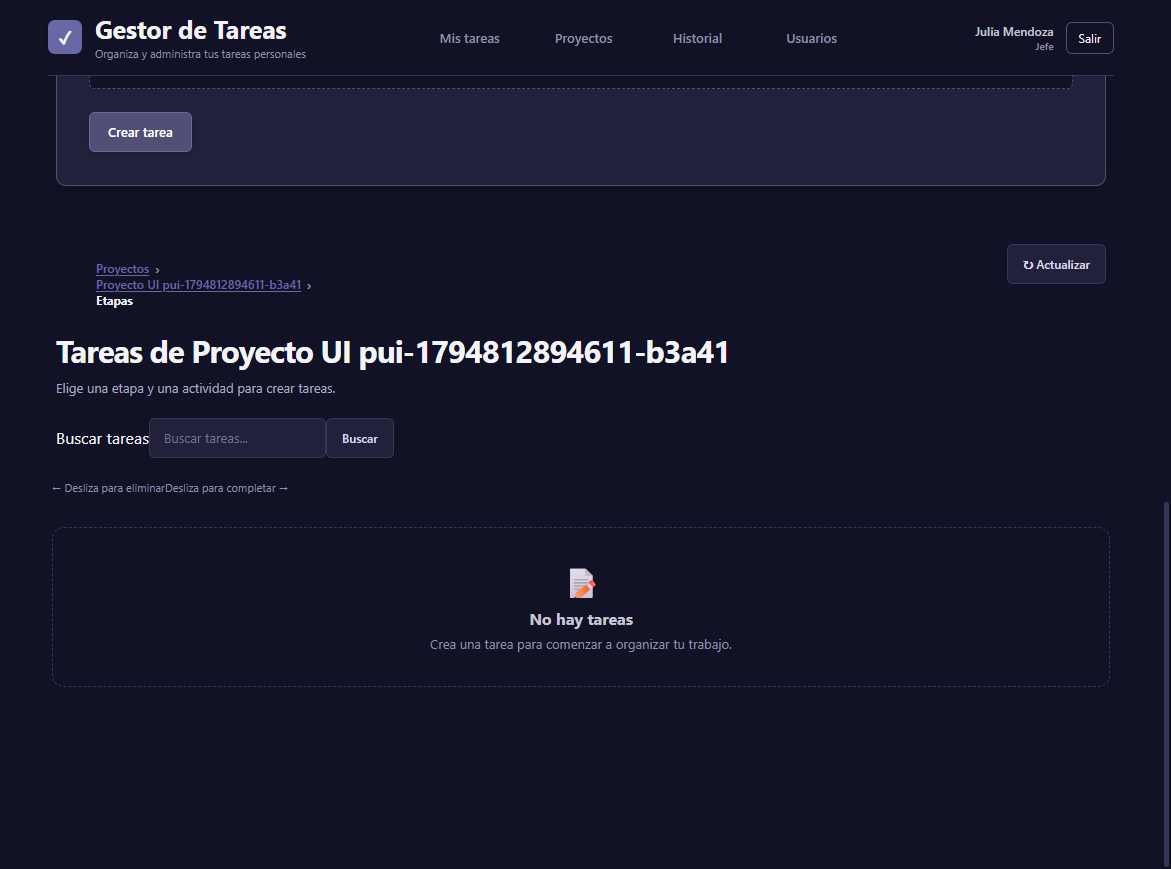 ✓ Gestor de Tareas
Organiza y administra tus tareas personales
Mis tareas
Proyectos
Historial
Usuarios
Julia Mendoza
Jefe
Salir
Crear tarea
Proyectos ›
Proyecto UI pui-1794812894611-b3a41 ›
Etapas
↻ Actualizar
Tareas de Proyecto UI pui-1794812894611-b3a41
Elige una etapa y una actividad para crear tareas.
Buscar tareas
Buscar tareas...
Buscar
← Desliza para eliminarDesliza para completar →
No hay tareas
Crea una tarea para comenzar a organizar tu trabajo.